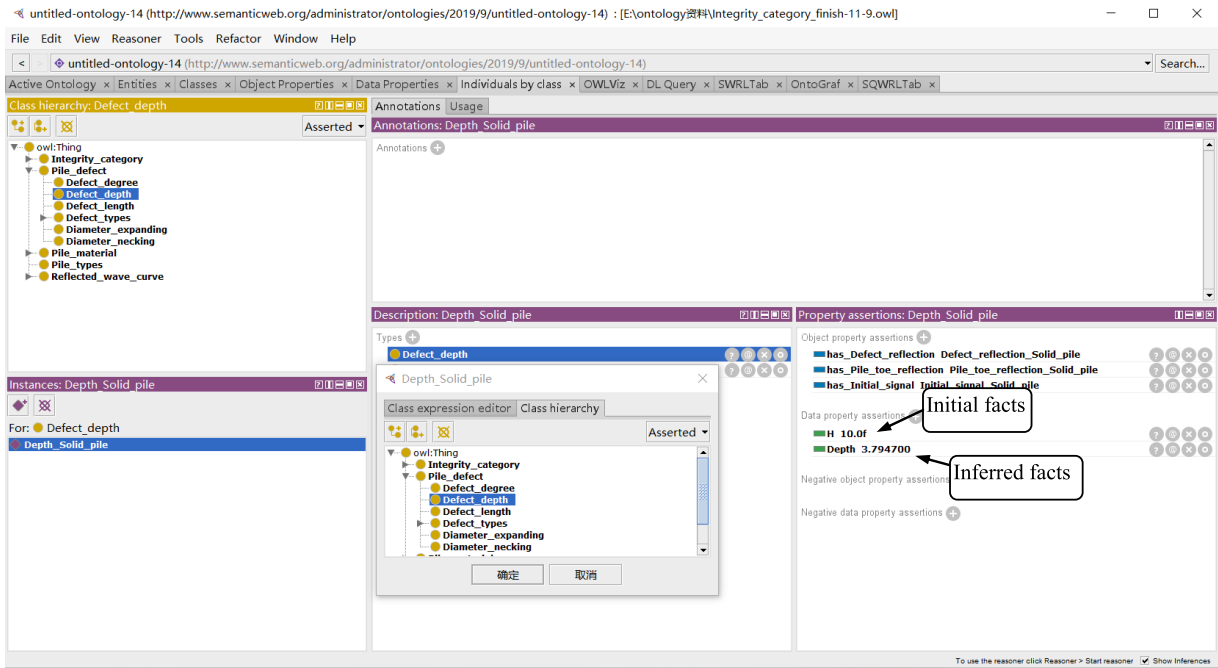 untitled-ontology-14 (http://www.semanticweb.org/administrator/ontologies/2019/9/untitled-ontology-14) : [E:\ontology资料\Integrity_category_finish-11-9.owl]
File Edit View Reasoner Tools Refactor Window Help
< > untitled-ontology-14 (http://www.semanticweb.org/administrator/ontologies/2019/9/untitled-ontology-14) Search...
Active Ontology × Entities × Classes × Object Properties × Data Properties × Individuals by class × OWLViz × DL Query × SWRLTab × OntoGraf × SQWRLTab ×
Class hierarchy: Defect_depth
Asserted
owl:Thing
Integrity_category
Pile_defect
Defect_degree
Defect_depth
Defect_length
Defect_types
Diameter_expanding
Diameter_necking
Pile_material
Pile_types
Reflected_wave_curve
Instances: Depth_Solid_pile
For: Defect_depth
Depth_Solid_pile
Annotations Usage
Annotations: Depth_Solid_pile
Annotations
Description: Depth_Solid_pile
Types
Defect_depth
Depth_Solid_pile
Class expression editor Class hierarchy
Asserted
owl:Thing
Integrity_category
Pile_defect
Defect_degree
Defect_depth
Defect_length
Defect_types
Diameter_expanding
Diameter_necking
确定 取消
Property assertions: Depth_Solid_pile
Object property assertions
has_Defect_reflection Defect_reflection_Solid_pile
has_Pile_toe_reflection Pile_toe_reflection_Solid_pile
has_Initial_signal Initial_signal_Solid_pile
Initial facts
Data property assertions
H 10.0f
Depth 3.794700
Inferred facts
Negative object property assertions
Negative data property assertions
To use the reasoner click Reasoner > Start reasoner Show Inferences